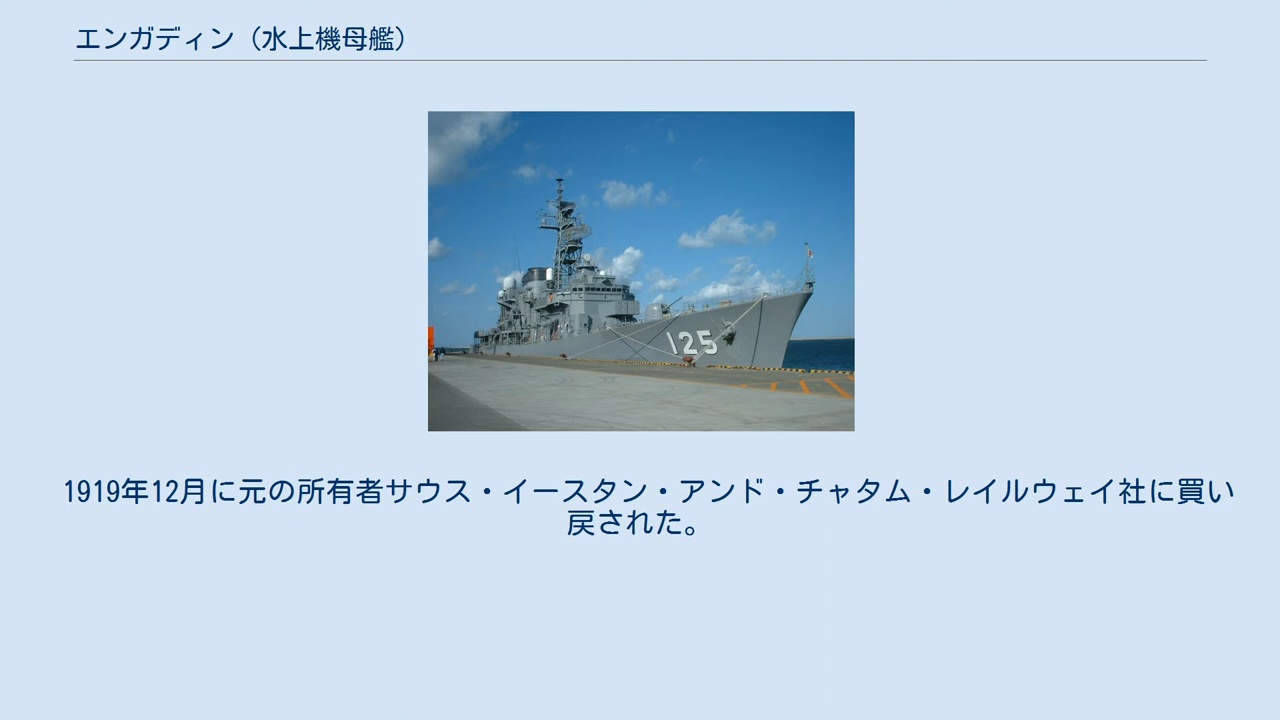 エンガディン（水上機母艦）
125
1919年12月に元の所有者サウス・イースタン・アンド・チャタム・レイルウェイ社に買い
戻された。